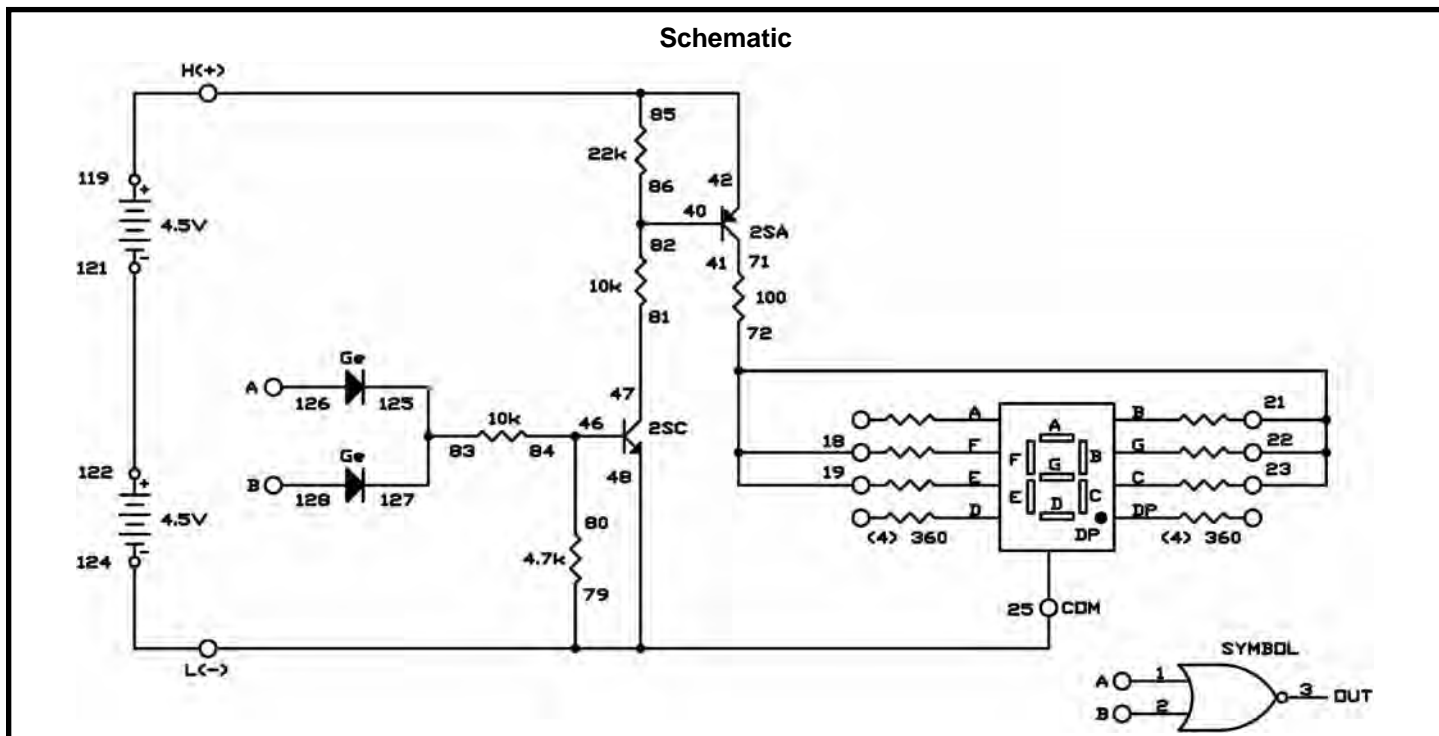 Schematic
H(+)
85
22k
119
+
42
86
40
4.5V
2SA
82
41
71
121
-
10k
100
81
72
Ge
A
126
125
47
21
10k
46
2SC
A
B
A
18
F
22
G
F
G
B
83
84
Ge
48
19
E
23
C
122
+
B
128
127
E
D
C
D
DP
4.5V
80
DP
(4) 360
(4) 360
-
4.7k
124
79
25
COM
SYMBOL
L(-)
A
1
3
OUT
B
2